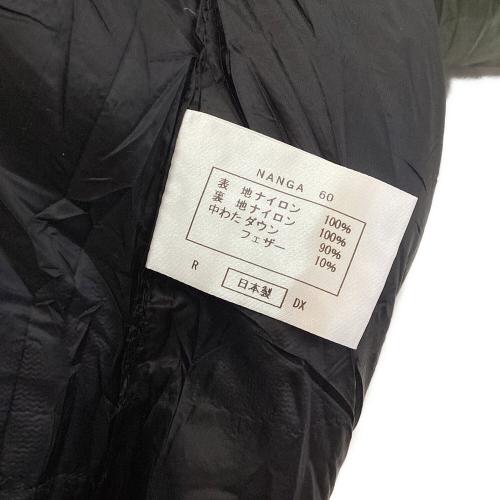 NANGA 60
表 地ナイロン 100%
裏 地ナイロン 100%
中わたダウン 90%
フェザー 10%
R 日本製 DX